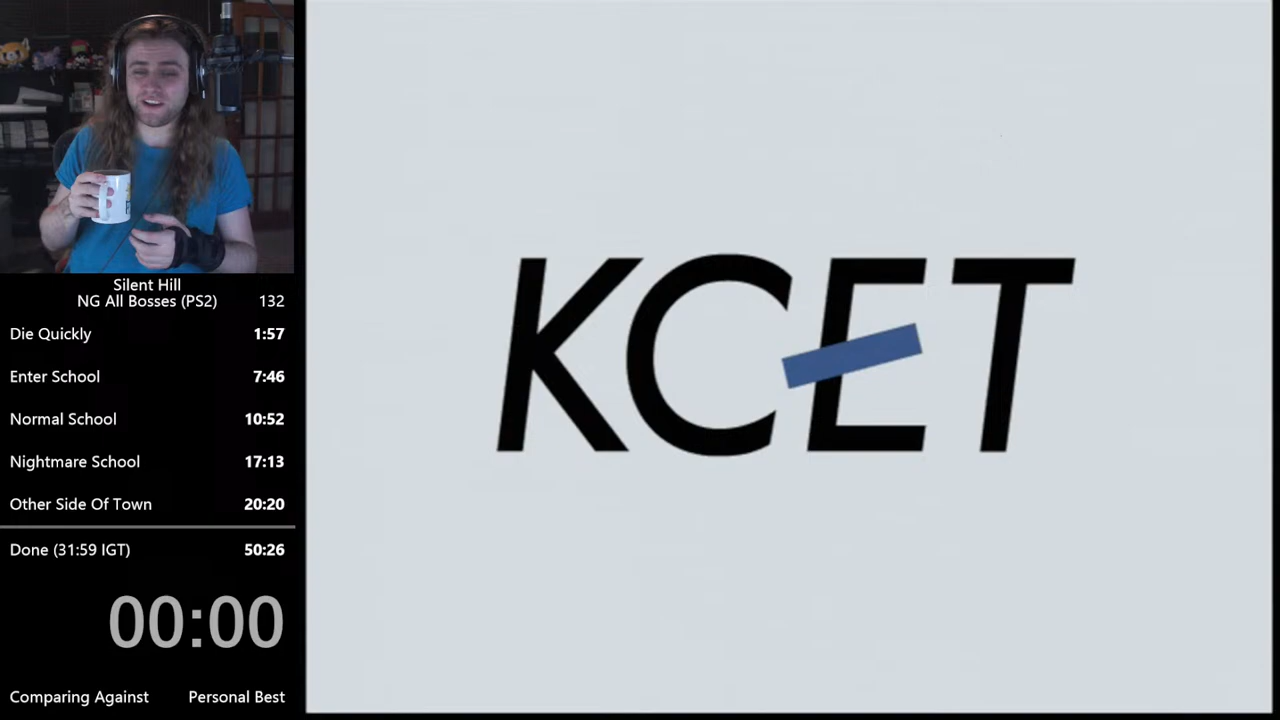 KCET
Silent Hill
NG All Bosses (PS2) 132
Die Quickly 1:57
Enter School 7:46
Normal School 10:52
Nightmare School 17:13
Other Side Of Town 20:20
Done (31:59 IGT) 50:26
00:00
Comparing Against Personal Best